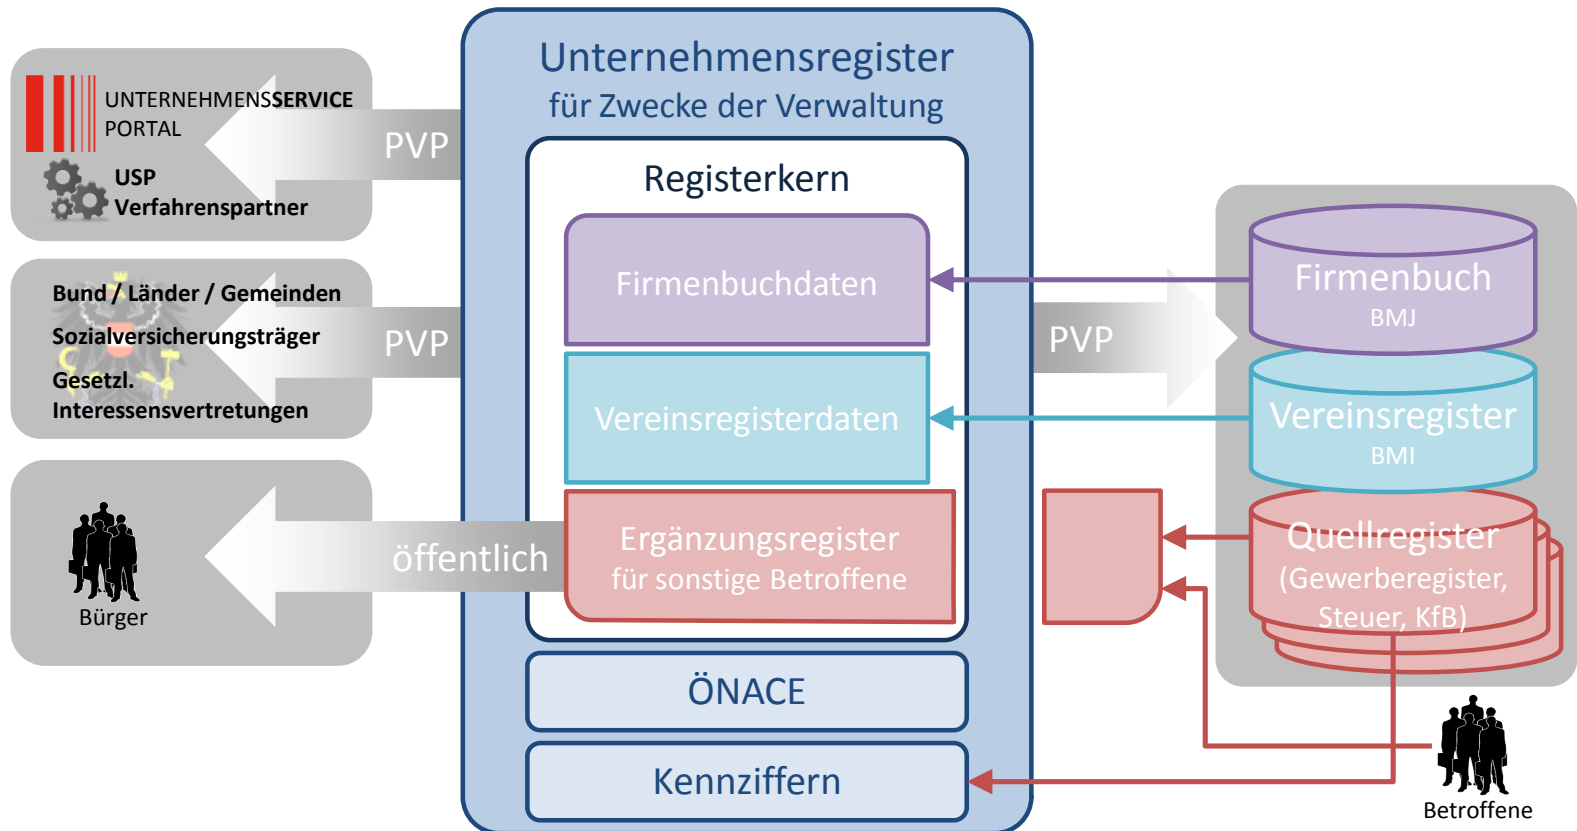 UNTERNEHMENSSERVICE
PORTAL
USP
Verfahrenspartner
PVP
Bund / Länder / Gemeinden
Sozialversicherungsträger
Gesetzl.
Interessensvertretungen
PVP
Bürger
öffentlich
Unternehmensregister
für Zwecke der Verwaltung
Registerkern
Firmenbuchdaten
Vereinsregisterdaten
Ergänzungsregister
für sonstige Betroffene
ÖNACE
Kennziffern
PVP
Firmenbuch
BMJ
Vereinsregister
BMI
Quellregister
(Gewerberegister,
Steuer, KfB)
Betroffene